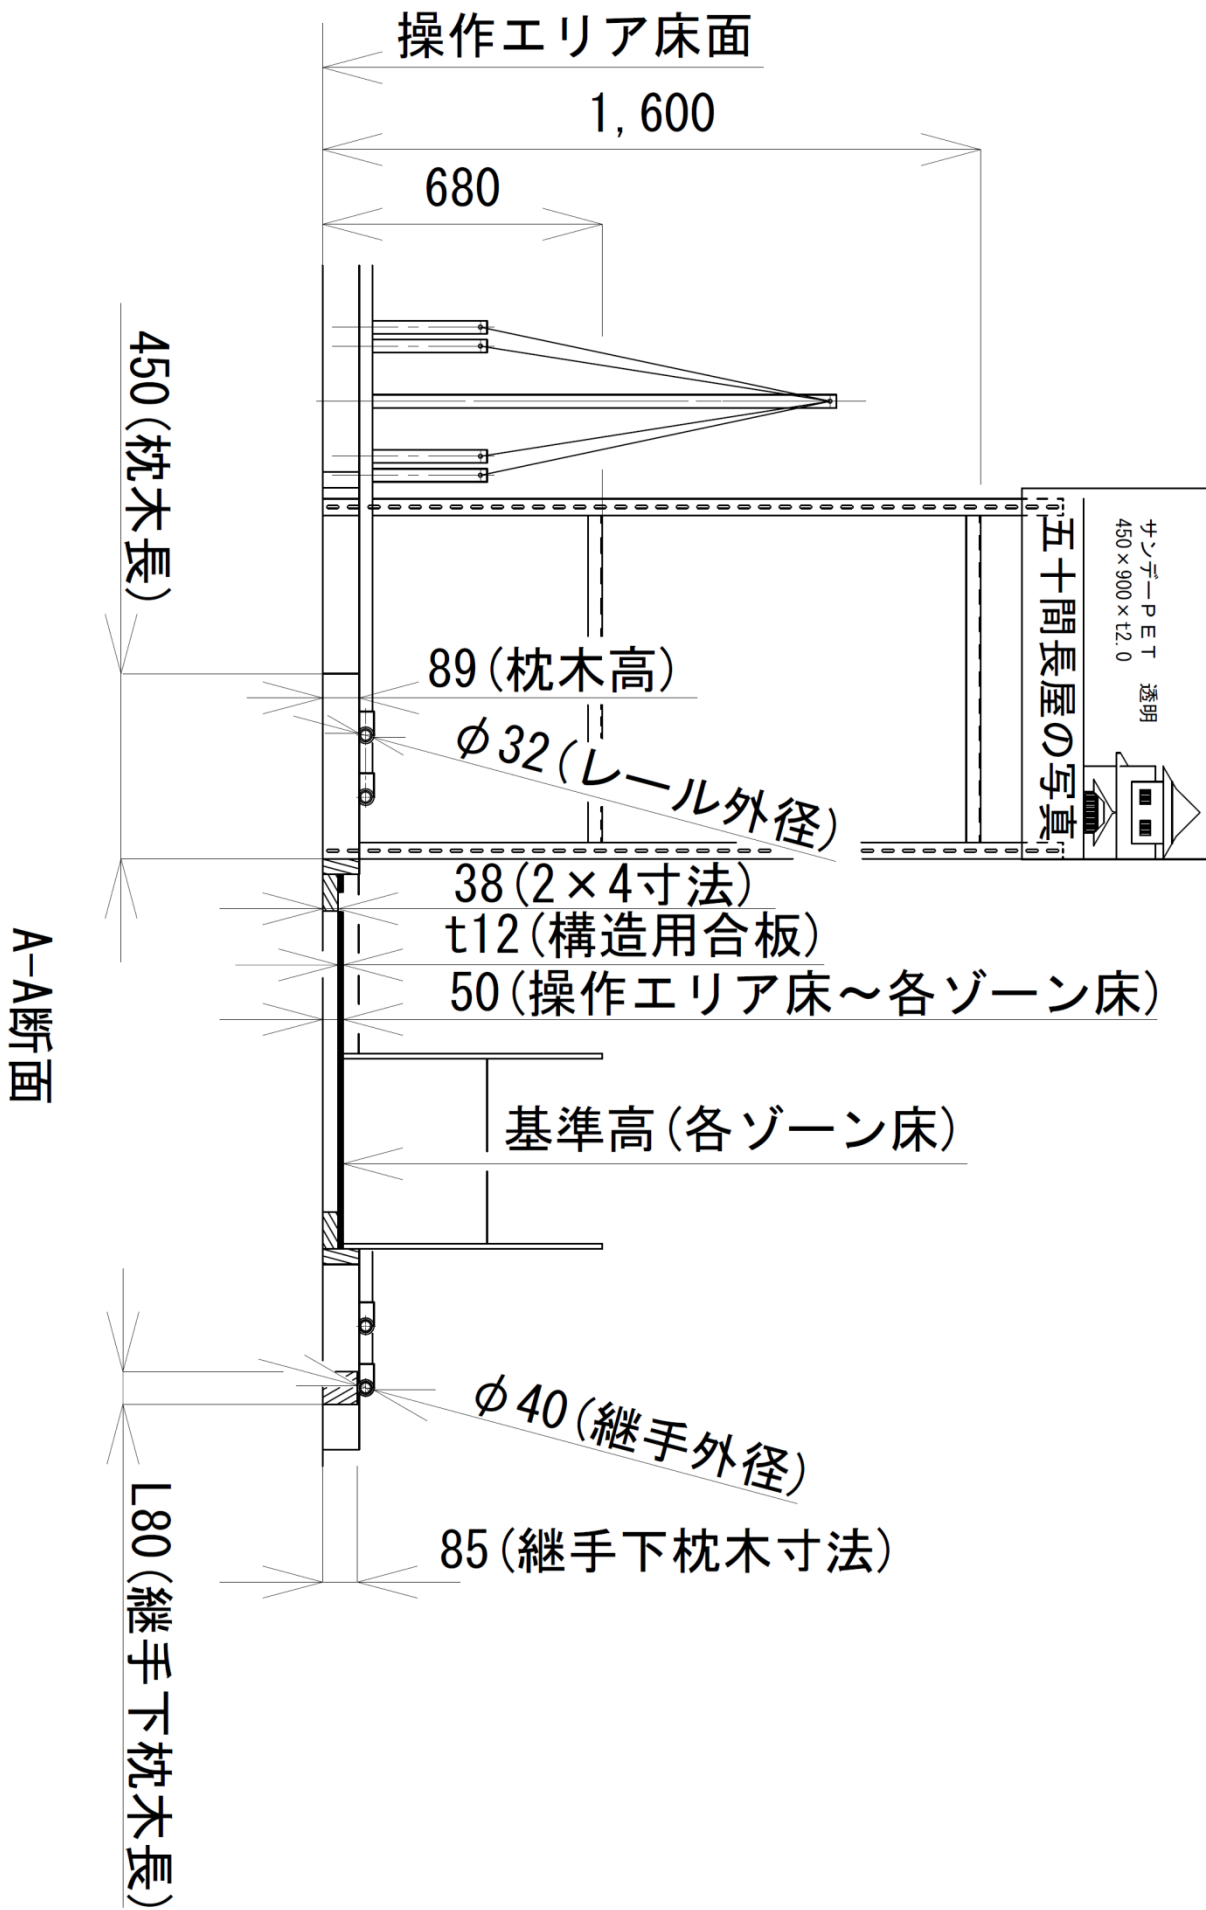 操作エリア床面
1,600
680
450(枕木長)
サンデーPET 透明
450×900×t2.0
五十間長屋の写真
89(枕木高)
φ32(レール外径)
38(2×4寸法)
t12(構造用合板)
50(操作エリア床～各ゾーン床)
基準高(各ゾーン床)
A-A断面
φ40(継手外径)
85(継手下枕木寸法)
L80(継手下枕木長)